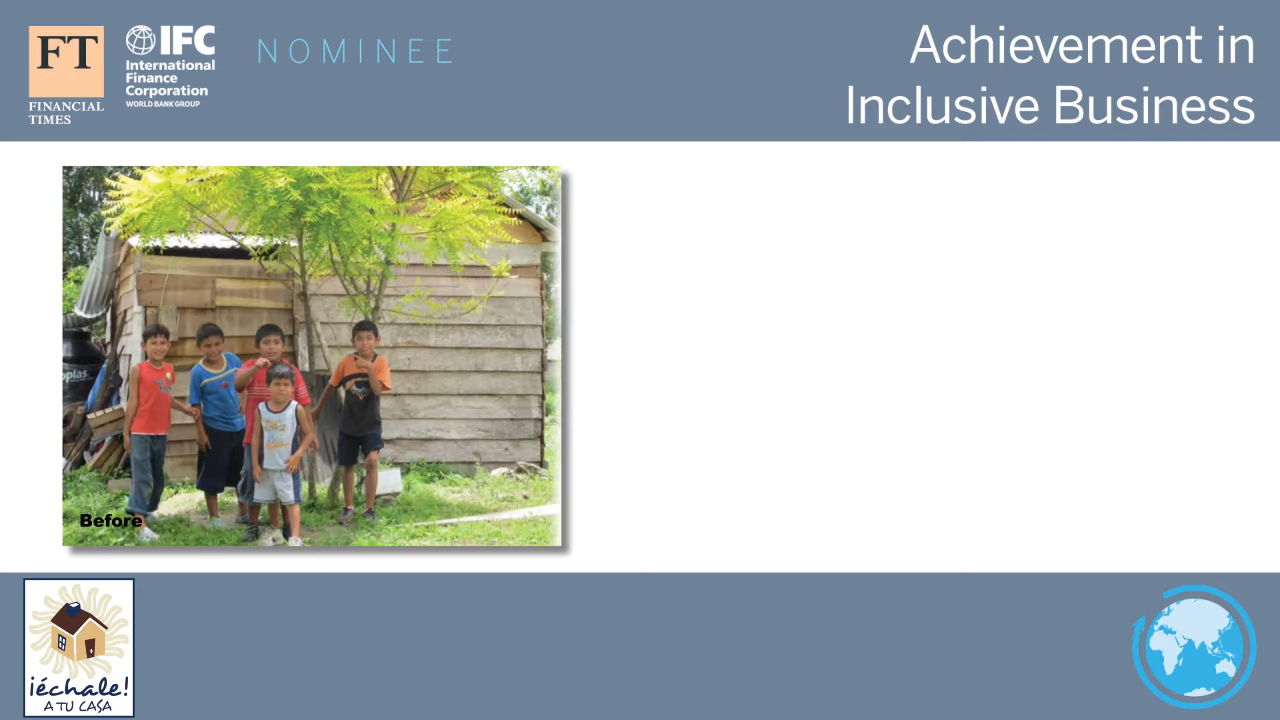 FT
FINANCIAL
TIMES
IFC
International
Finance
Corporation
WORLD BANK GROUP
NOMINEE
Achievement in
Inclusive Business
oplas
Before
¡échale!
A TU CASA